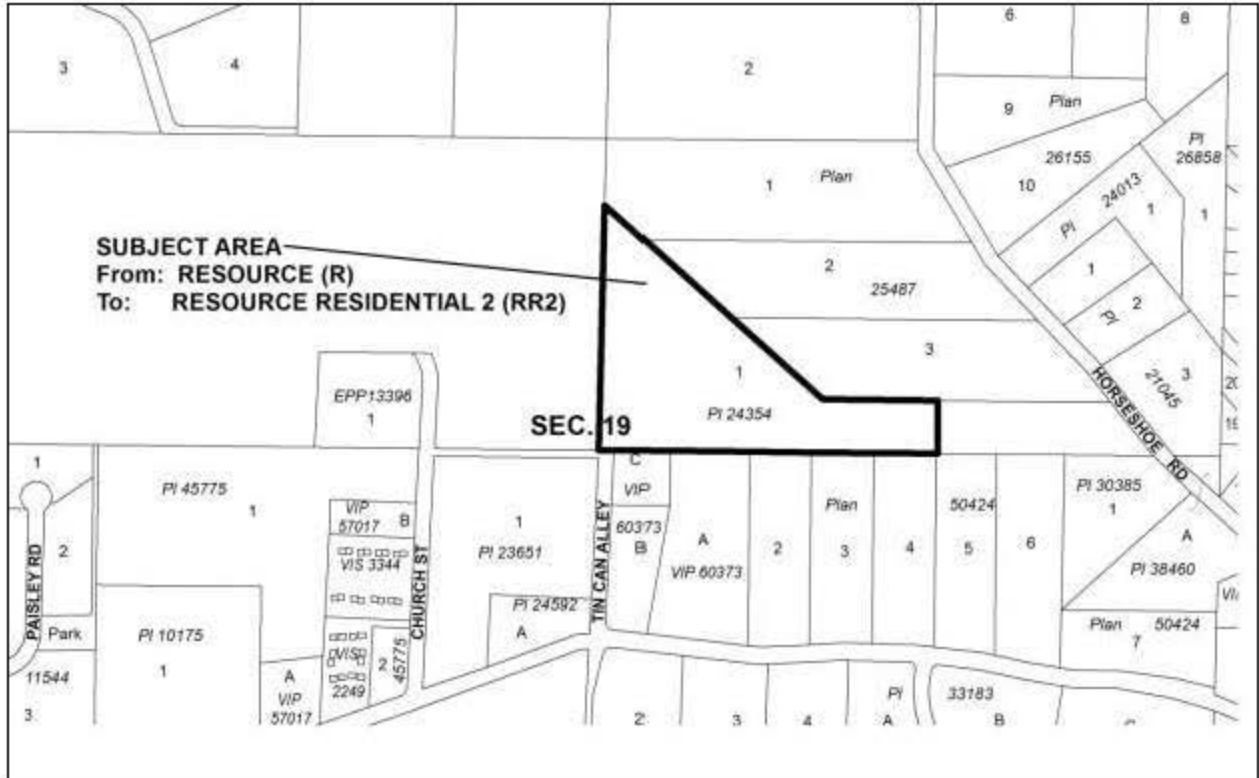 6
8
3
4
2
9 Plan
Pl
26858
26155
10
1 Plan
24013
Pl
1
1
SUBJECT AREA
From: RESOURCE (R)
To: RESOURCE RESIDENTIAL 2 (RR2)
2
25487
1
2
Pl
3
3
21045
20
1
EPP13396
1
Pl 24354
SEC. 19
HORSESHOE RD
19
1
Pl 45775
1
C
VIP
60373
B
Plan
50424
Pl 30385
1
VIP
57017 B
1
Pl 23651
A
VIP 60373
2
3
4
5
6
A
Pl 38460
2
VIS 3344
TIN CAN ALLEY
CHURCH ST
PAISLEY RD
Pl 24592
A
Park
Pl 10175
1
VIS
2249
2
45775
Plan 50424
7
11544
3
A
VIP
57017
2
3
4
Pl
A
33183
B